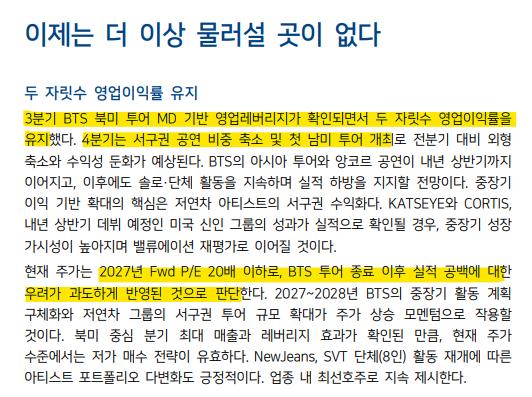 이제는 더 이상 물러설 곳이 없다
두 자릿수 영업이익률 유지
3분기 BTS 북미 투어 MD 기반 영업레버리지가 확인되면서 두 자릿수 영업이익률을
유지했다. 4분기는 서구권 공연 비중 축소 및 첫 남미 투어 개최로 전분기 대비 외형
축소와 수익성 둔화가 예상된다. BTS의 아시아 투어와 앙코르 공연이 내년 상반기까지
이어지고, 이후에도 솔로·단체 활동을 지속하며 실적 하방을 지지할 전망이다. 중장기
이익 기반 확대의 핵심은 저연차 아티스트의 서구권 수익화다. KATSEYE와 CORTIS,
내년 상반기 데뷔 예정인 미국 신인 그룹의 성과가 실적으로 확인될 경우, 중장기 성장
가시성이 높아지며 밸류에이션 재평가로 이어질 것이다.
현재 주가는 2027년 Fwd P/E 20배 이하로, BTS 투어 종료 이후 실적 공백에 대한
우려가 과도하게 반영된 것으로 판단한다. 2027~2028년 BTS의 중장기 활동 계획
구체화와 저연차 그룹의 서구권 투어 규모 확대가 주가 상승 모멘텀으로 작용할
것이다. 북미 중심 분기 최대 매출과 레버리지 효과가 확인된 만큼, 현재 주가
수준에서는 저가 매수 전략이 유효하다. NewJeans, SVT 단체(8인) 활동 재개에 따른
아티스트 포트폴리오 다변화도 긍정적이다. 업종 내 최선호주로 지속 제시한다.